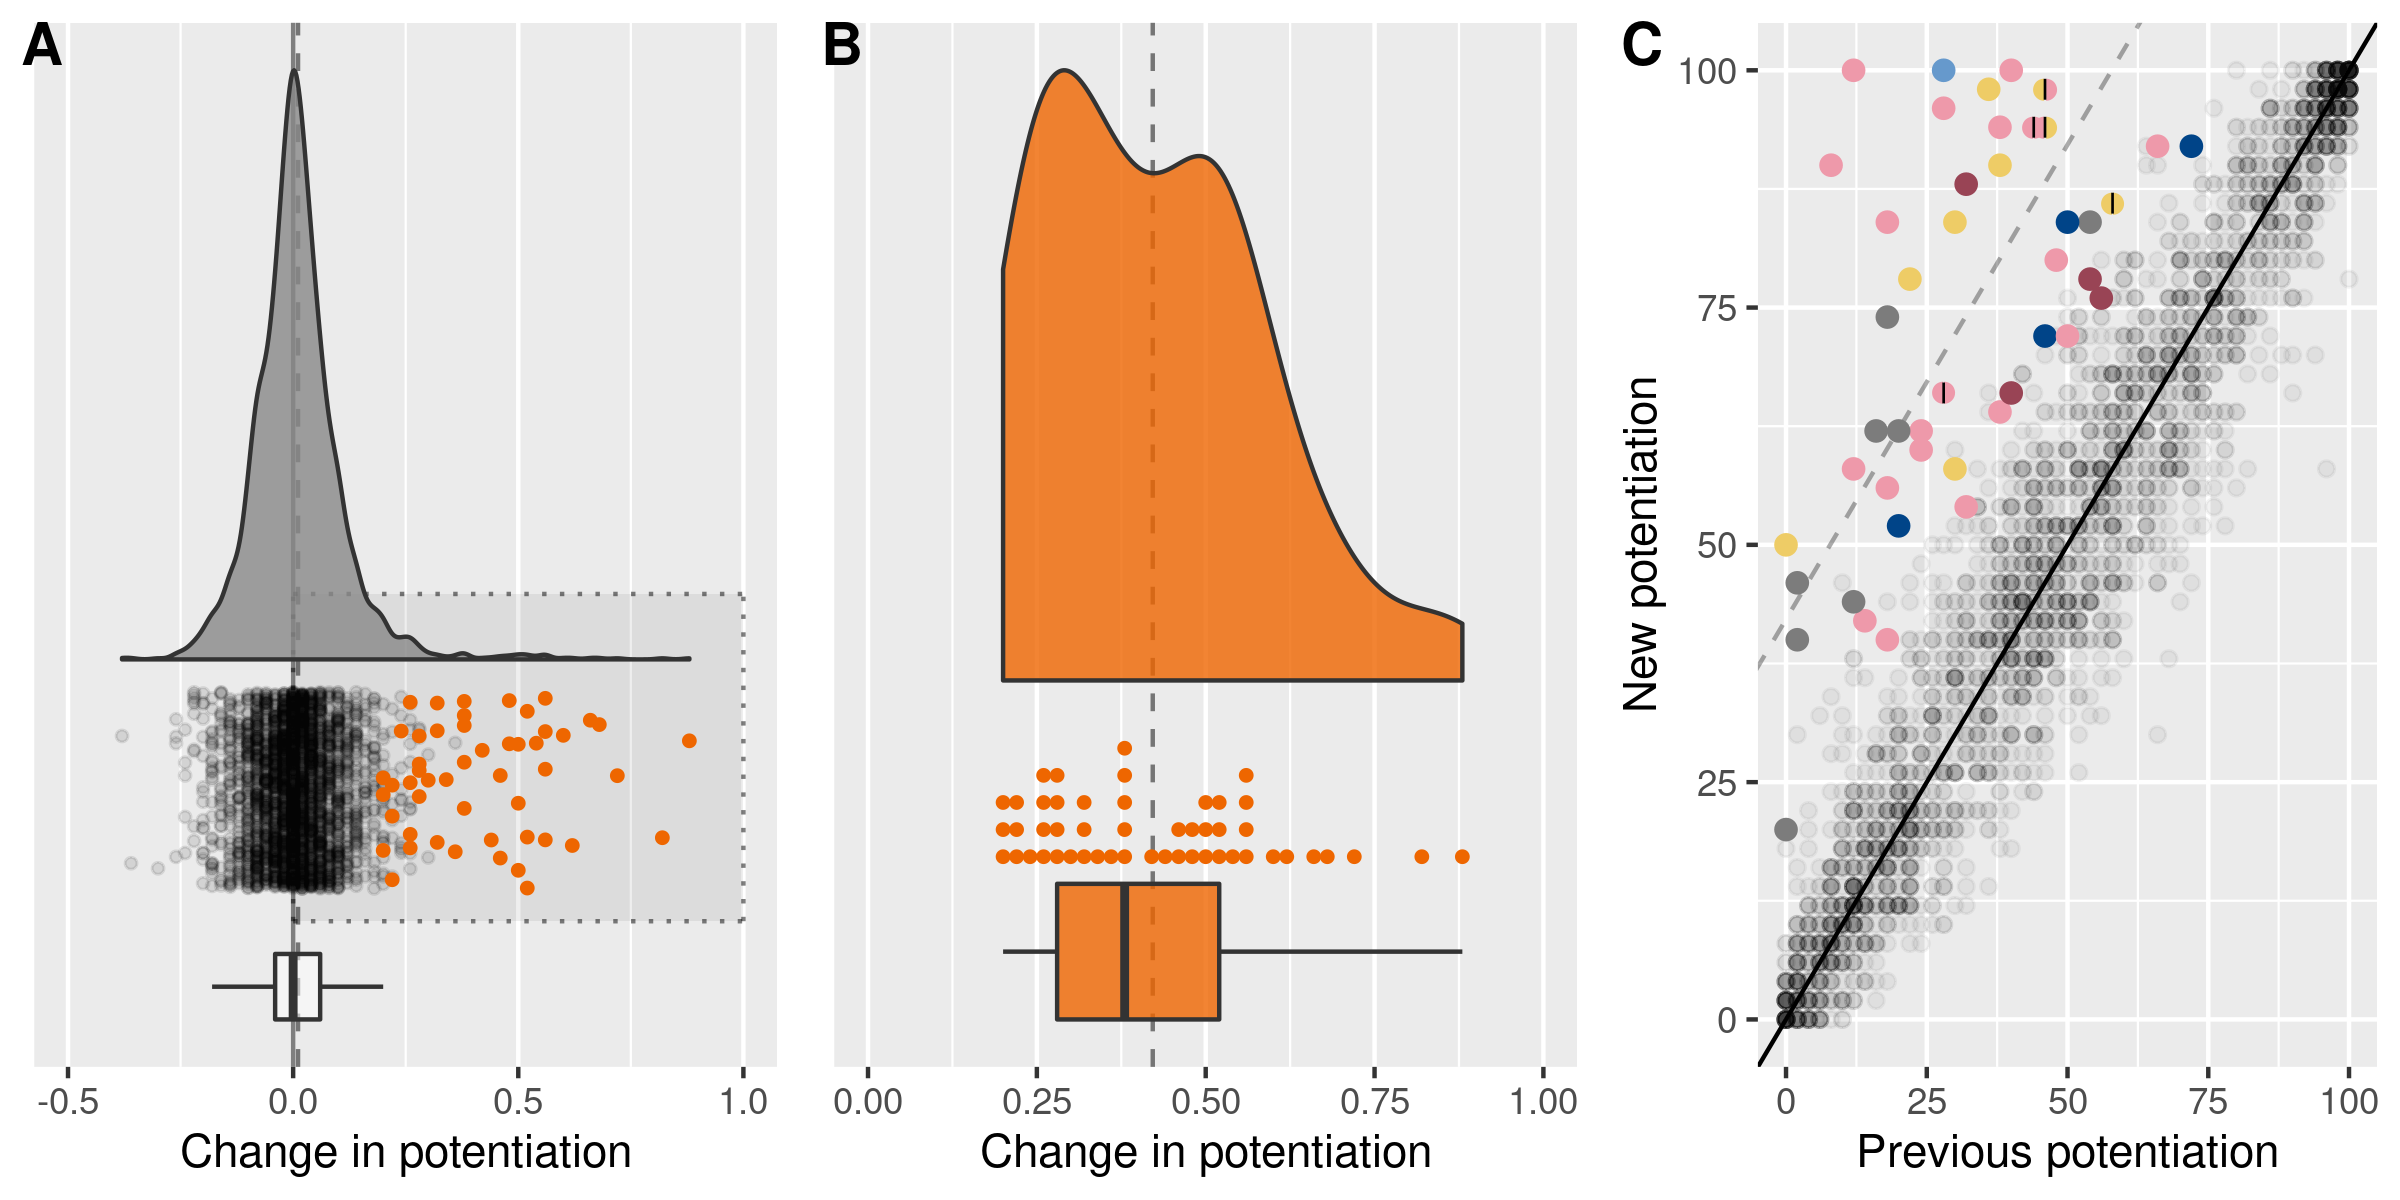 A
-0.5 0.0 0.5 1.0
Change in potentiation
B
0.00 0.25 0.50 0.75 1.00
Change in potentiation
C
New potentiation
100
75
50
25
0
0 25 50 75 100
Previous potentiation